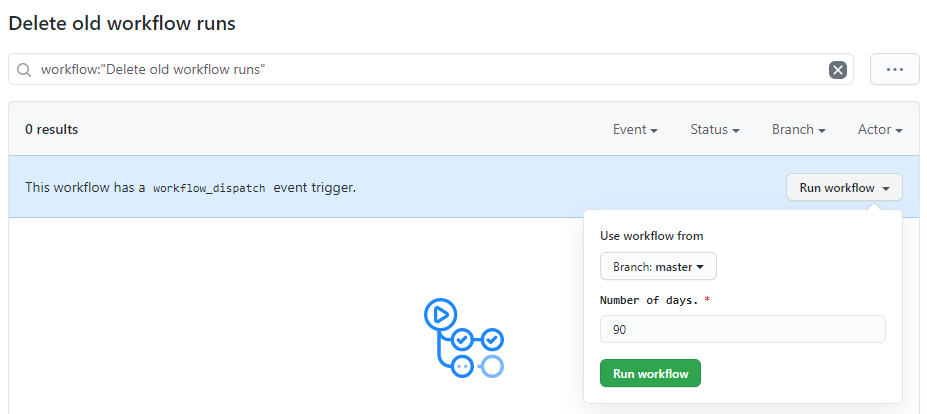 Delete old workflow runs
workflow:"Delete old workflow runs"
0 results
Event
Status
Branch
Actor
This workflow has a workflow_dispatch event trigger.
Run workflow
Use workflow from
Branch: master
Number of days. *
90
Run workflow